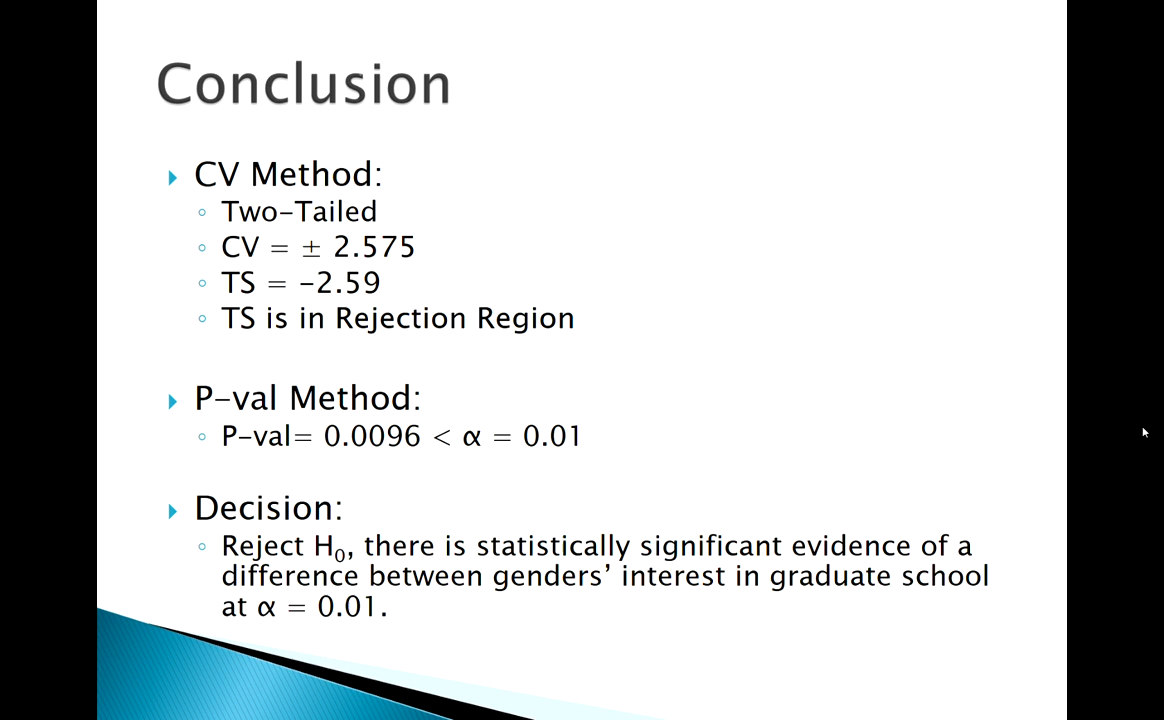 Conclusion
CV Method:
Two-Tailed
CV = ± 2.575
TS = -2.59
TS is in Rejection Region
P-val Method:
P-val= 0.0096 < α = 0.01
Decision:
Reject H₀, there is statistically significant evidence of a
difference between genders’ interest in graduate school
at α = 0.01.